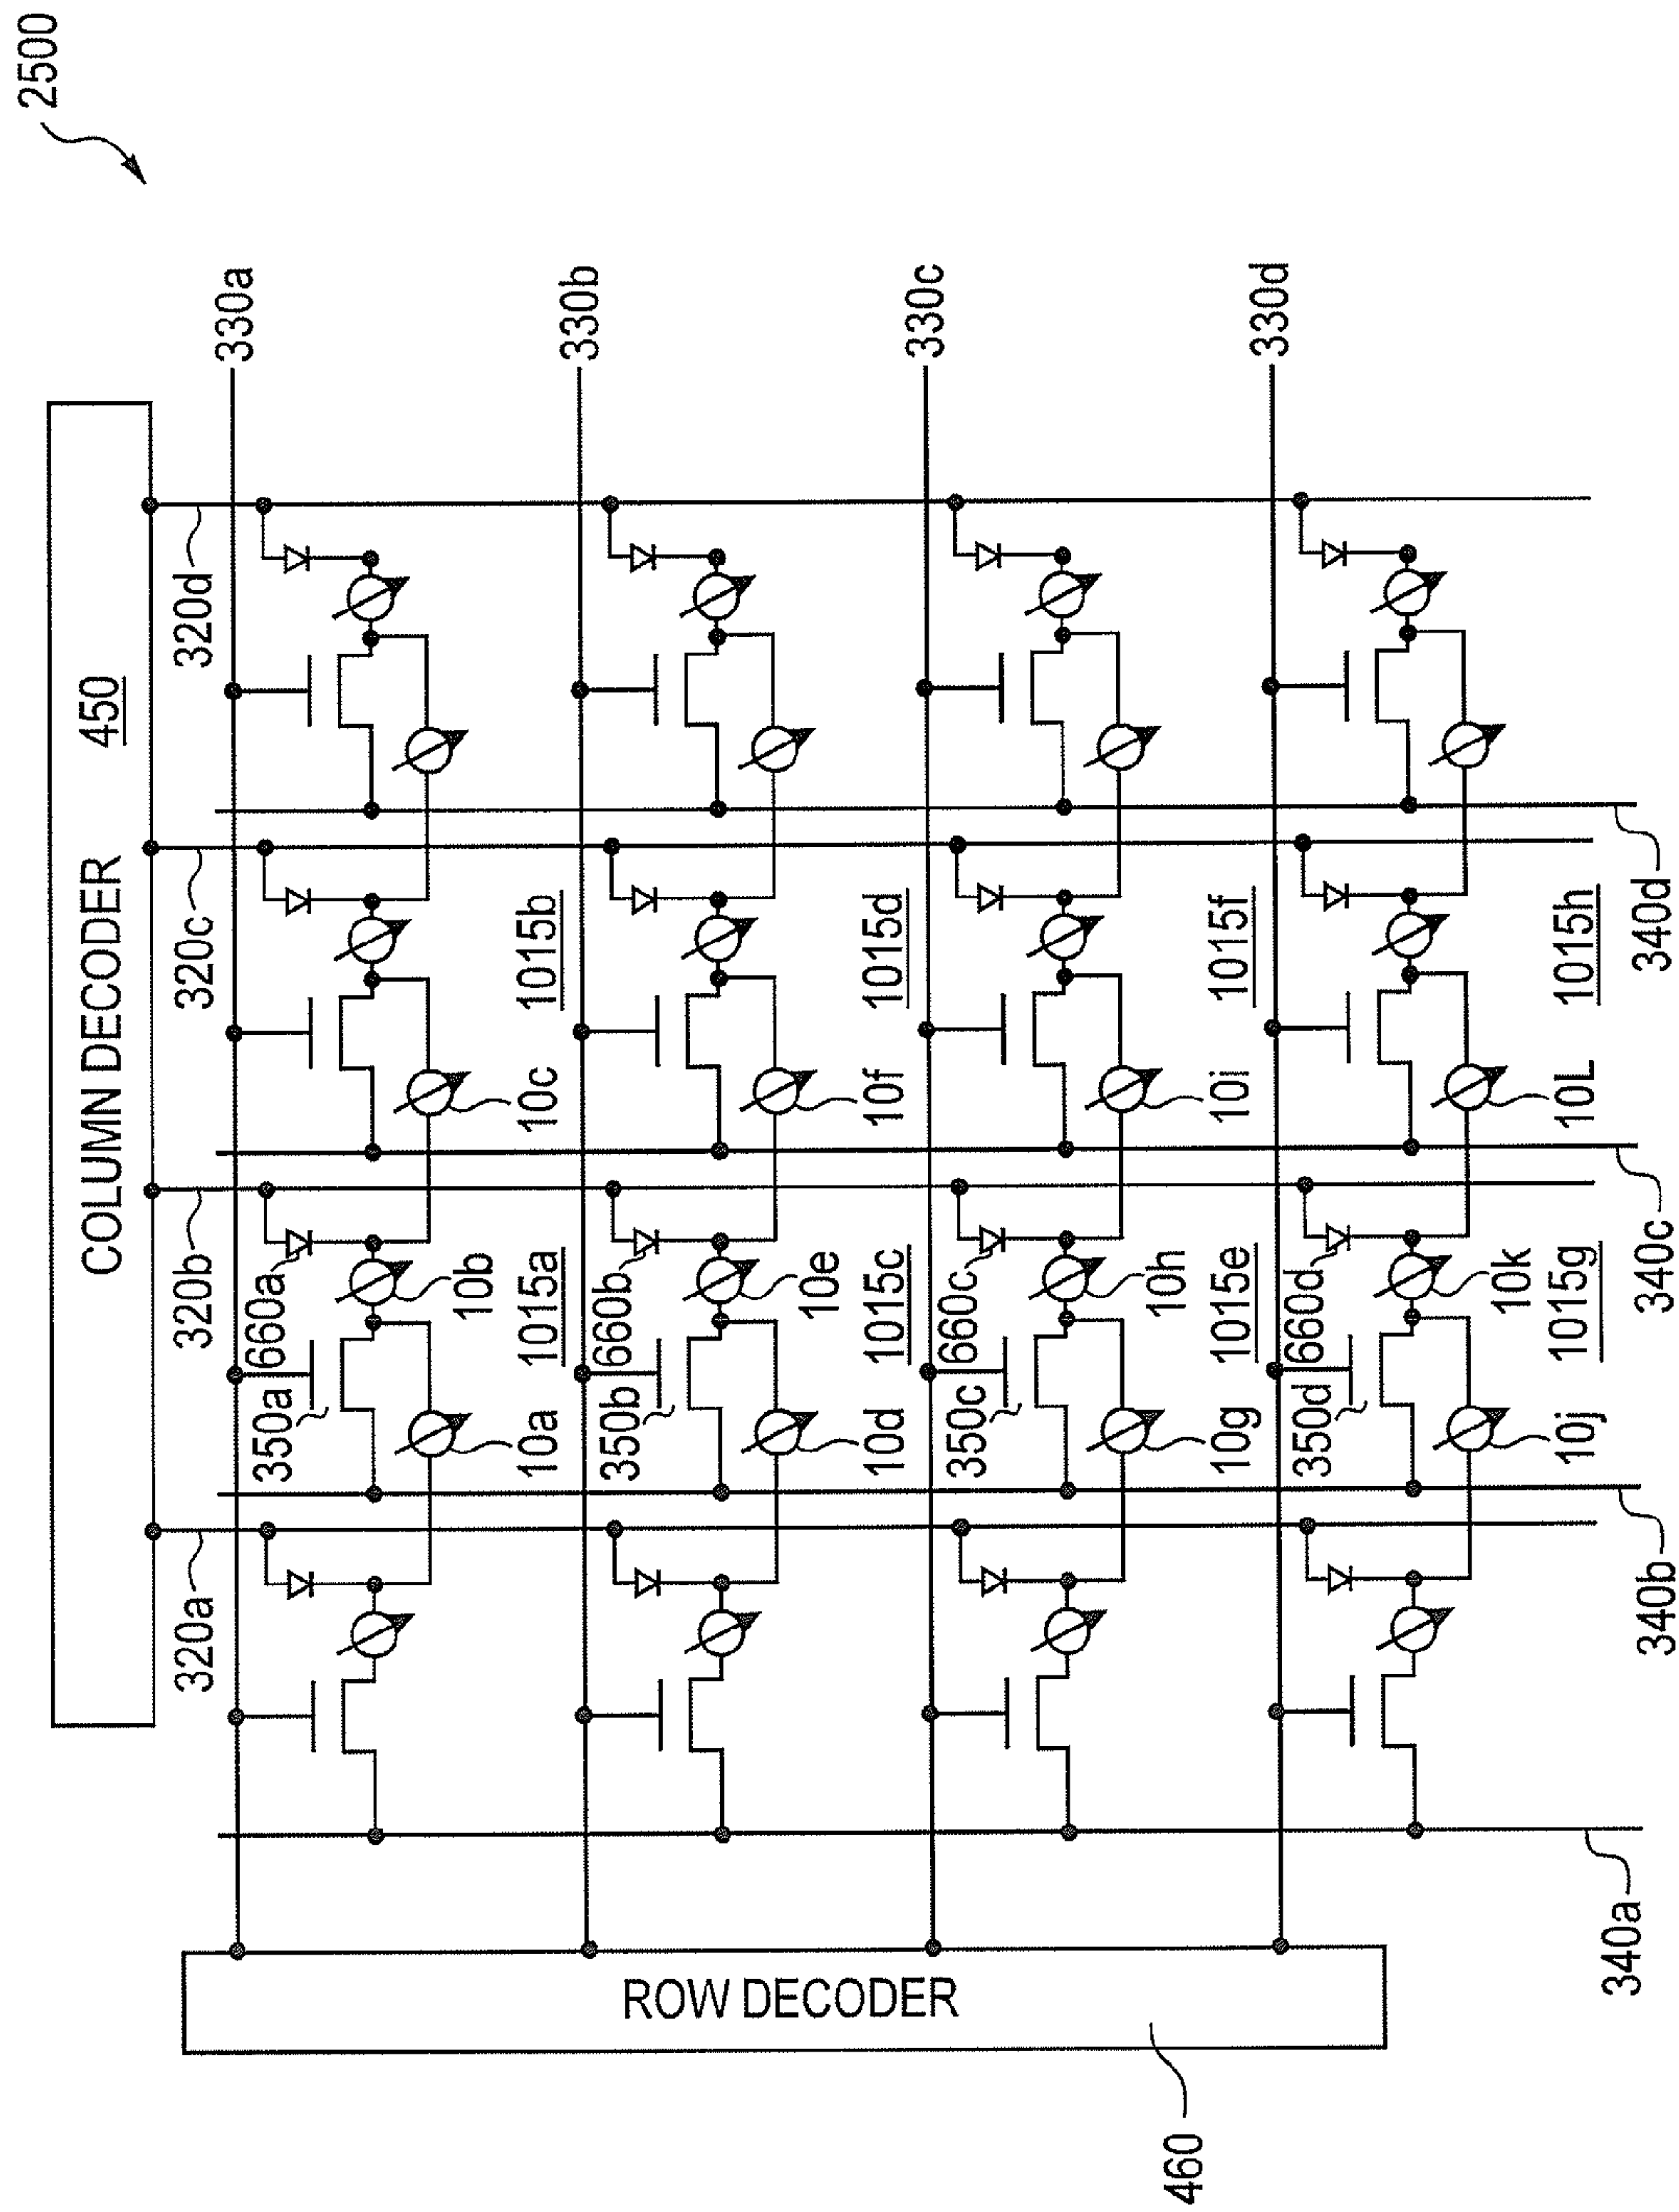 2500
COLUMN DECODER 450
320a
320b
320c
320d
330a
350a
660a
10a
10b
10c
1015a
1015b
330b
350b
660b
10d
10e
10f
1015c
1015d
330c
350c
660c
10g
10h
10i
1015e
1015f
330d
350d
660d
10j
10k
10L
1015g
1015h
340a
340b
340c
340d
ROW DECODER
460